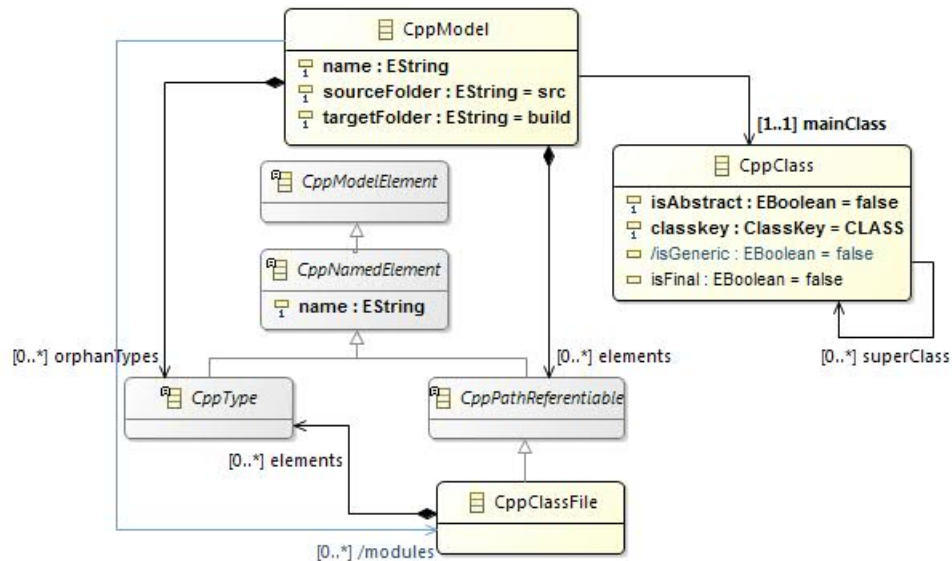 CppModel
name : EString
sourceFolder : EString = src
targetFolder : EString = build
[1..1] mainClass
CppClass
isAbstract : EBoolean = false
classkey : ClassKey = CLASS
/isGeneric : EBoolean = false
isFinal : EBoolean = false
[0..*] superClass
CppModelElement
CppNamedElement
name : EString
[0..*] orphanTypes
[0..*] elements
CppType
CppPathReferentiable
[0..*] elements
CppClassFile
[0..*] /modules